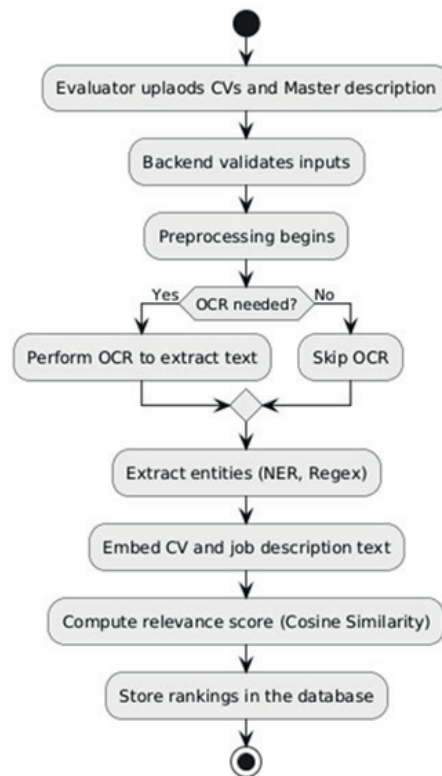 Evaluator uplaods CVs and Master description
Backend validates inputs
Preprocessing begins
OCR needed?
Yes
No
Perform OCR to extract text
Skip OCR
Extract entities (NER, Regex)
Embed CV and job description text
Compute relevance score (Cosine Similarity)
Store rankings in the database